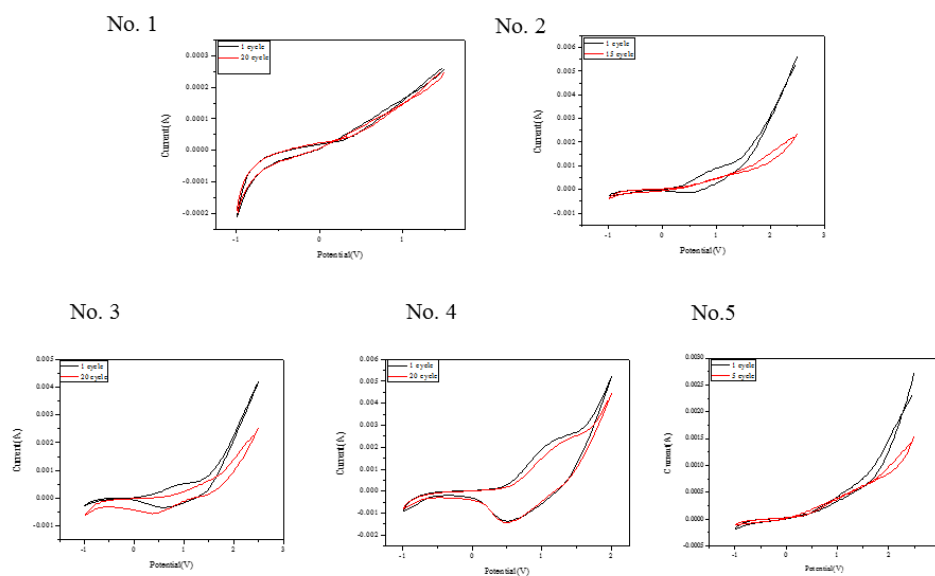 No. 1
1 cycle
20 cycle
0.0003
0.0002
0.0001
0.0000
-0.0001
-0.0002
Current(A)
-1
0
1
Potential(V)
No. 2
1 cycle
15 cycle
0.006
0.005
0.004
0.003
0.002
0.001
0.000
-0.001
Current(A)
-1
0
1
2
3
Potential(V)
No. 3
1 cycle
20 cycle
0.005
0.004
0.003
0.002
0.001
0.000
-0.001
Current(A)
-1
0
1
2
3
Potential(V)
No. 4
1 cycle
20 cycle
0.006
0.005
0.004
0.003
0.002
0.001
0.000
-0.001
-0.002
Current(A)
-1
0
1
2
Potential(V)
No.5
1 cycle
5 cycle
0.0030
0.0025
0.0020
0.0015
0.0010
0.0005
0.0000
-0.0005
Current(A)
-1
0
1
2
Potential(V)